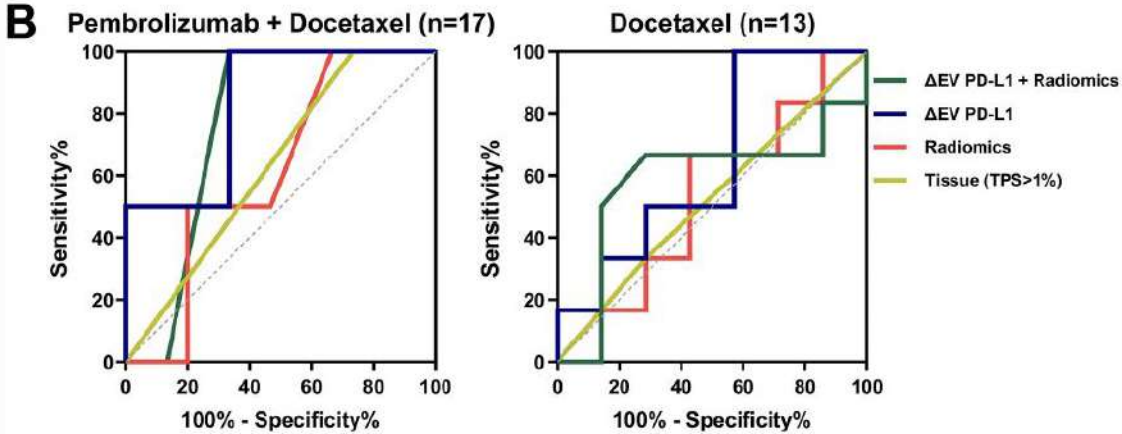 B
Pembrolizumab + Docetaxel (n=17)
Docetaxel (n=13)
Sensitivity%
100
80
60
40
20
0
0 20 40 60 80 100
100% - Specificity%
Sensitivity%
100
80
60
40
20
0
0 20 40 60 80 100
100% - Specificity%
ΔEV PD-L1 + Radiomics
ΔEV PD-L1
Radiomics
Tissue (TPS>1%)